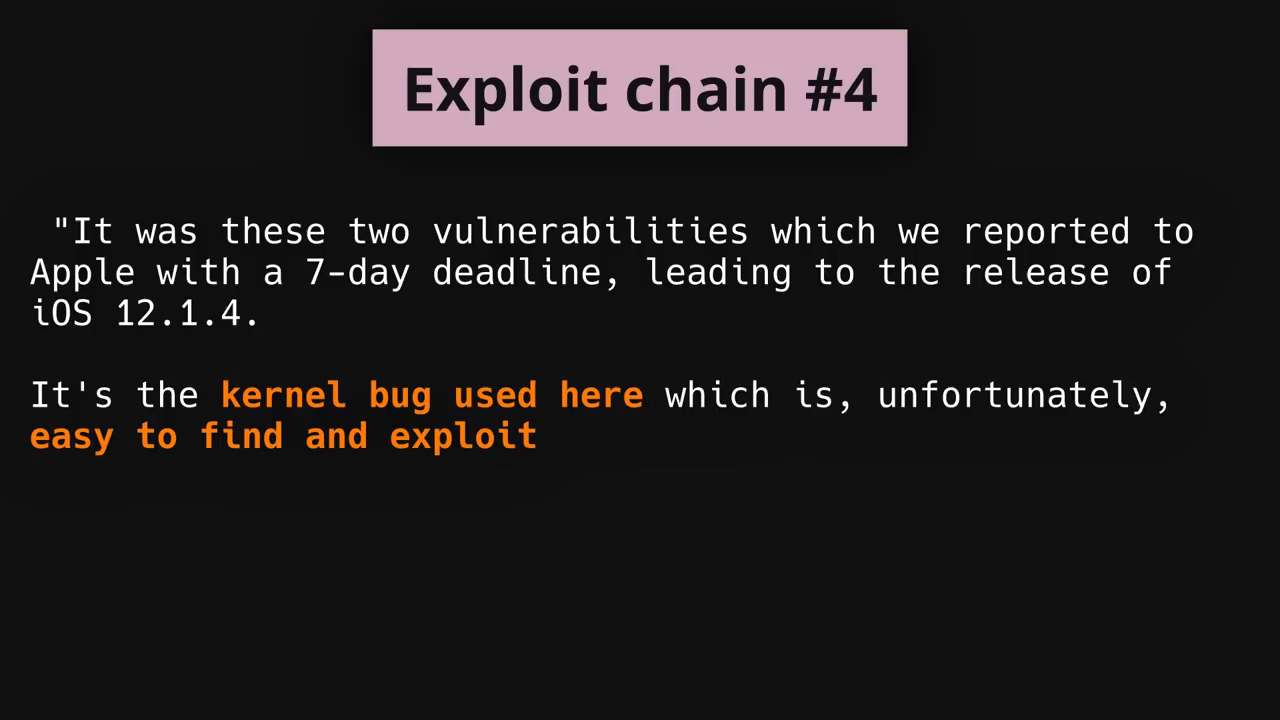 Exploit chain #4
"It was these two vulnerabilities which we reported to
Apple with a 7-day deadline, leading to the release of
iOS 12.1.4.
It's the kernel bug used here which is, unfortunately,
easy to find and exploit